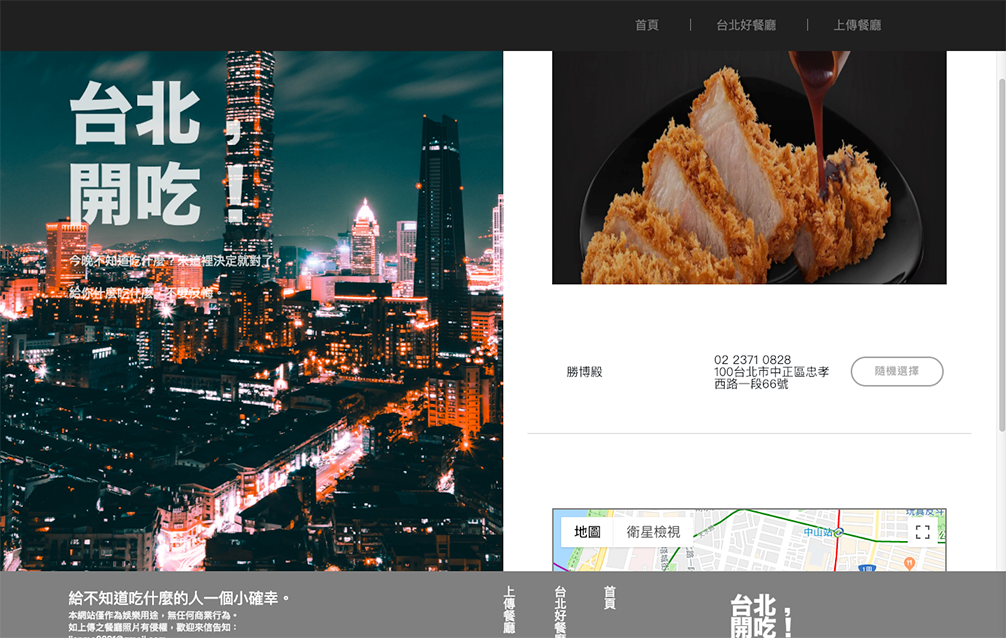 首頁 | 台北好餐廳 | 上傳餐廳
台北，
開吃！
今晚不知道吃什麼？來這裡決定就對了
給你什麼吃什麼，不要反悔。
勝博殿
02 2371 0828
100台北市中正區忠孝
西路一段66號
隨機選擇
地圖
衛星檢視
中山站
給不知道吃什麼的人一個小確幸。
本網站僅作為娛樂用途，無任何商業行為。
如上傳之餐廳照片有侵權，歡迎來信告知：
上傳餐廳
台北好餐廳
首頁
台北，
開吃！